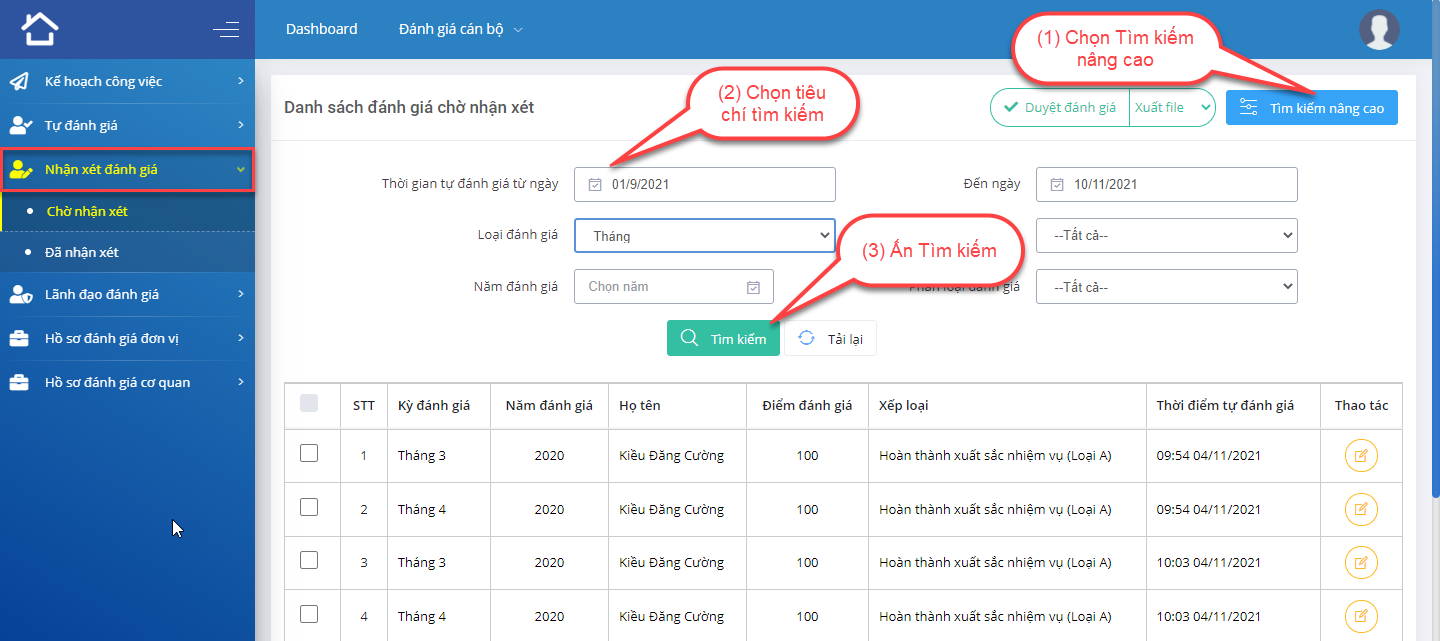 Dashboard
Đánh giá cán bộ
(1) Chọn Tìm kiếm
nâng cao
Kế hoạch công việc
Tự đánh giá
Nhận xét đánh giá
Chờ nhận xét
Đã nhận xét
Lãnh đạo đánh giá
Hồ sơ đánh giá đơn vị
Hồ sơ đánh giá cơ quan
Danh sách đánh giá chờ nhận xét
(2) Chọn tiêu
chí tìm kiếm
Duyệt đánh giá
Xuất file
Tìm kiếm nâng cao
Thời gian tự đánh giá từ ngày
01/9/2021
Đến ngày
10/11/2021
Loại đánh giá
Tháng
--Tất cả--
(3) Ấn Tìm kiếm
Năm đánh giá
Chọn năm
Phân loại đánh giá
--Tất cả--
Tìm kiếm
Tải lại
STT Kỳ đánh giá Năm đánh giá Họ tên Điểm đánh giá Xếp loại Thời điểm tự đánh giá Thao tác
1 Tháng 3 2020 Kiều Đăng Cường 100 Hoàn thành xuất sắc nhiệm vụ (Loại A) 09:54 04/11/2021
2 Tháng 4 2020 Kiều Đăng Cường 100 Hoàn thành xuất sắc nhiệm vụ (Loại A) 09:54 04/11/2021
3 Tháng 3 2020 Kiều Đăng Cường 100 Hoàn thành xuất sắc nhiệm vụ (Loại A) 10:03 04/11/2021
4 Tháng 4 2020 Kiều Đăng Cường 100 Hoàn thành xuất sắc nhiệm vụ (Loại A) 10:03 04/11/2021